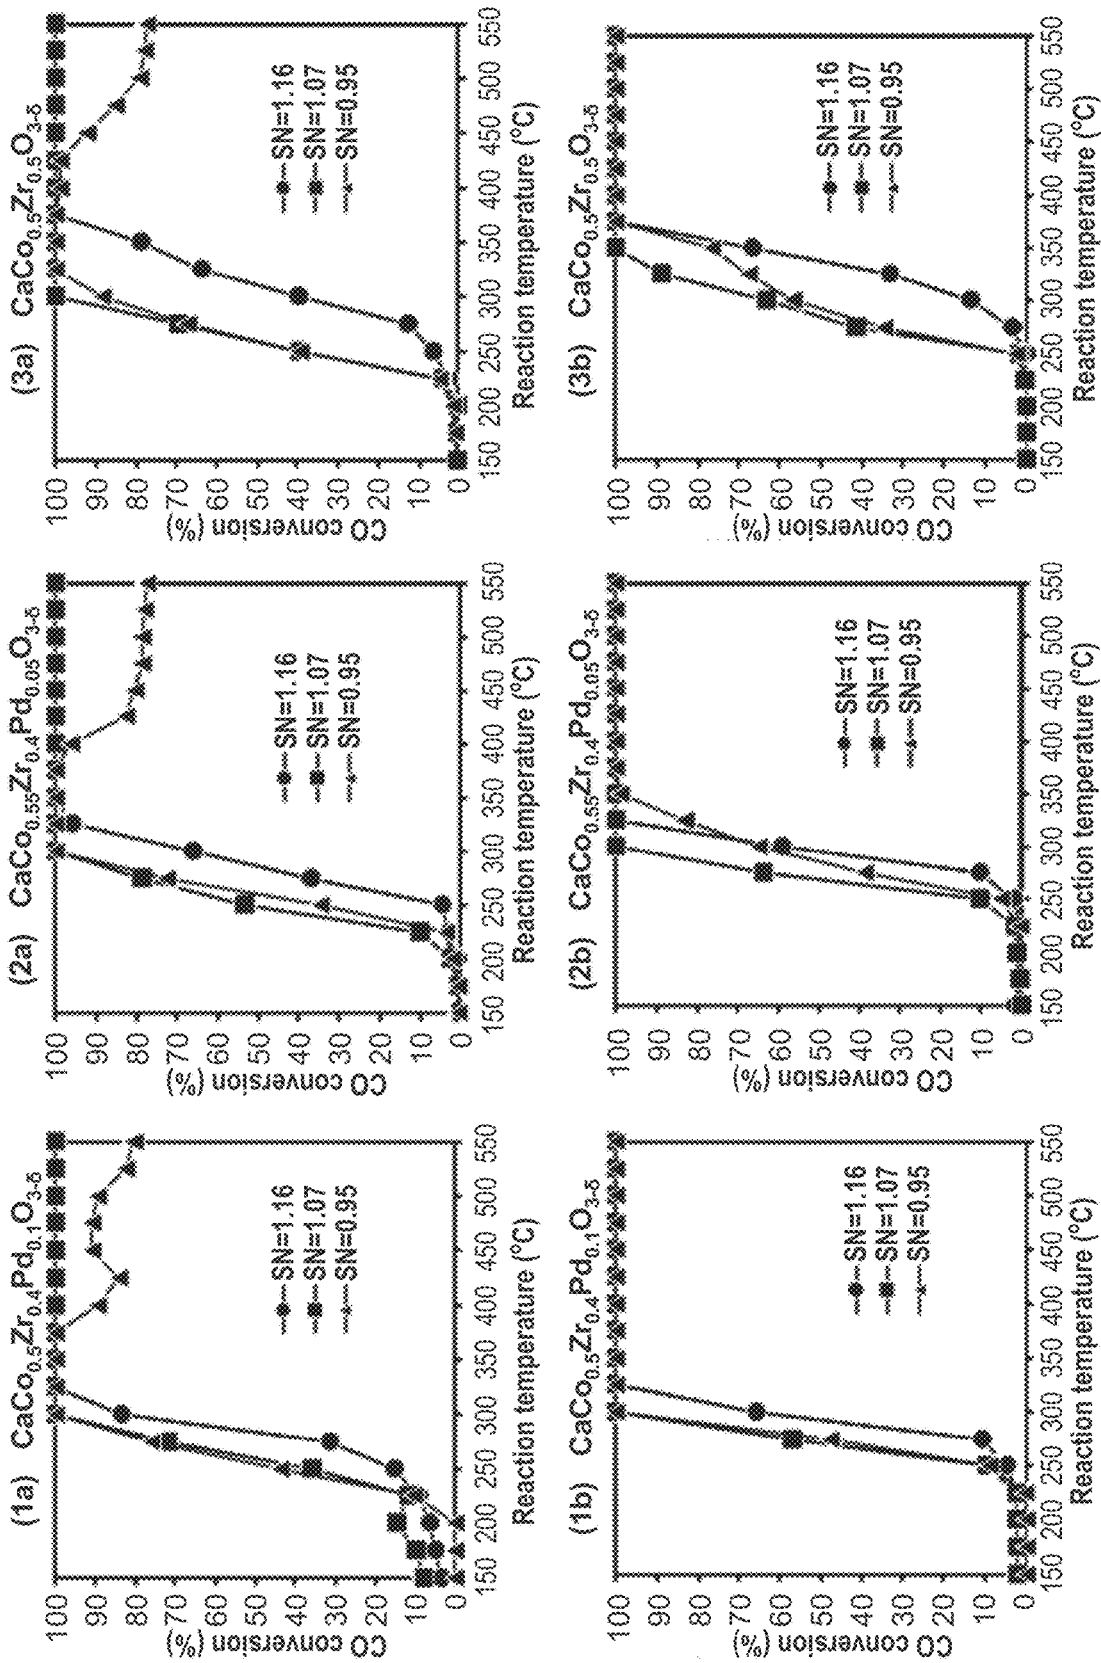 (1a) CaCo0.5Zr0.4Pd0.1O3-δ
CO conversion (%)
100
90
80
70
60
50
40
30
20
10
0
SN=1.16
SN=1.07
SN=0.95
150 200 250 300 350 400 450 500 550
Reaction temperature (°C)
(2a) CaCo0.55Zr0.4Pd0.05O3-δ
CO conversion (%)
100
90
80
70
60
50
40
30
20
10
0
SN=1.16
SN=1.07
SN=0.95
150 200 250 300 350 400 450 500 550
Reaction temperature (°C)
(3a) CaCo0.5Zr0.5O3-δ
CO conversion (%)
100
90
80
70
60
50
40
30
20
10
0
SN=1.16
SN=1.07
SN=0.95
150 200 250 300 350 400 450 500 550
Reaction temperature (°C)
(1b) CaCo0.5Zr0.4Pd0.1O3-δ
CO conversion (%)
100
90
80
70
60
50
40
30
20
10
0
SN=1.16
SN=1.07
SN=0.95
150 200 250 300 350 400 450 500 550
Reaction temperature (°C)
(2b) CaCo0.55Zr0.4Pd0.05O3-δ
CO conversion (%)
100
90
80
70
60
50
40
30
20
10
0
SN=1.16
SN=1.07
SN=0.95
150 200 250 300 350 400 450 500 550
Reaction temperature (°C)
(3b) CaCo0.5Zr0.5O3-δ
CO conversion (%)
100
90
80
70
60
50
40
30
20
10
0
SN=1.16
SN=1.07
SN=0.95
150 200 250 300 350 400 450 500 550
Reaction temperature (°C)